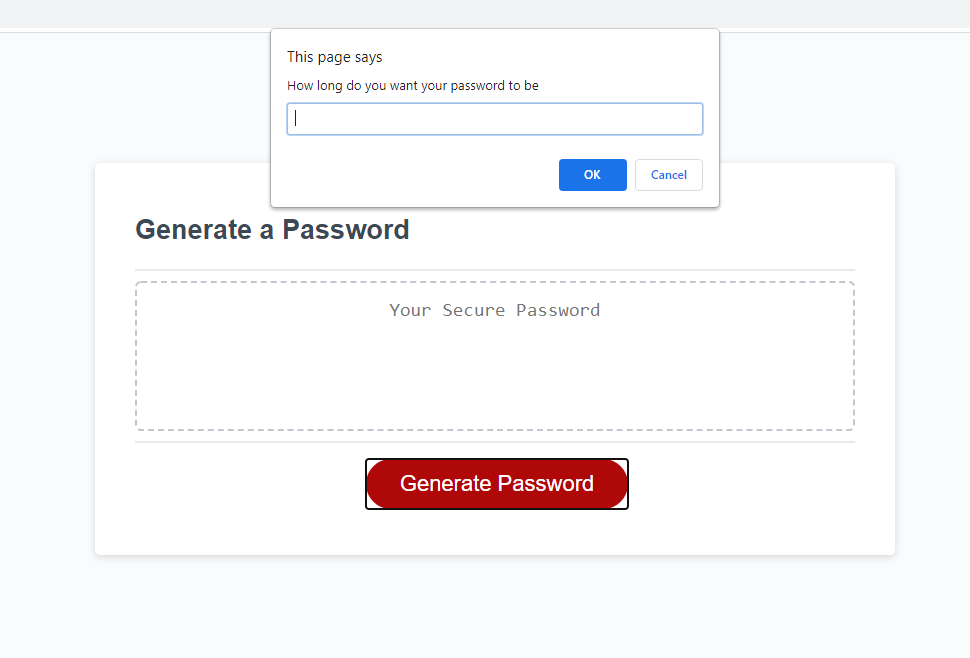 This page says
How long do you want your password to be
OK
Cancel
Generate a Password
Your Secure Password
Generate Password